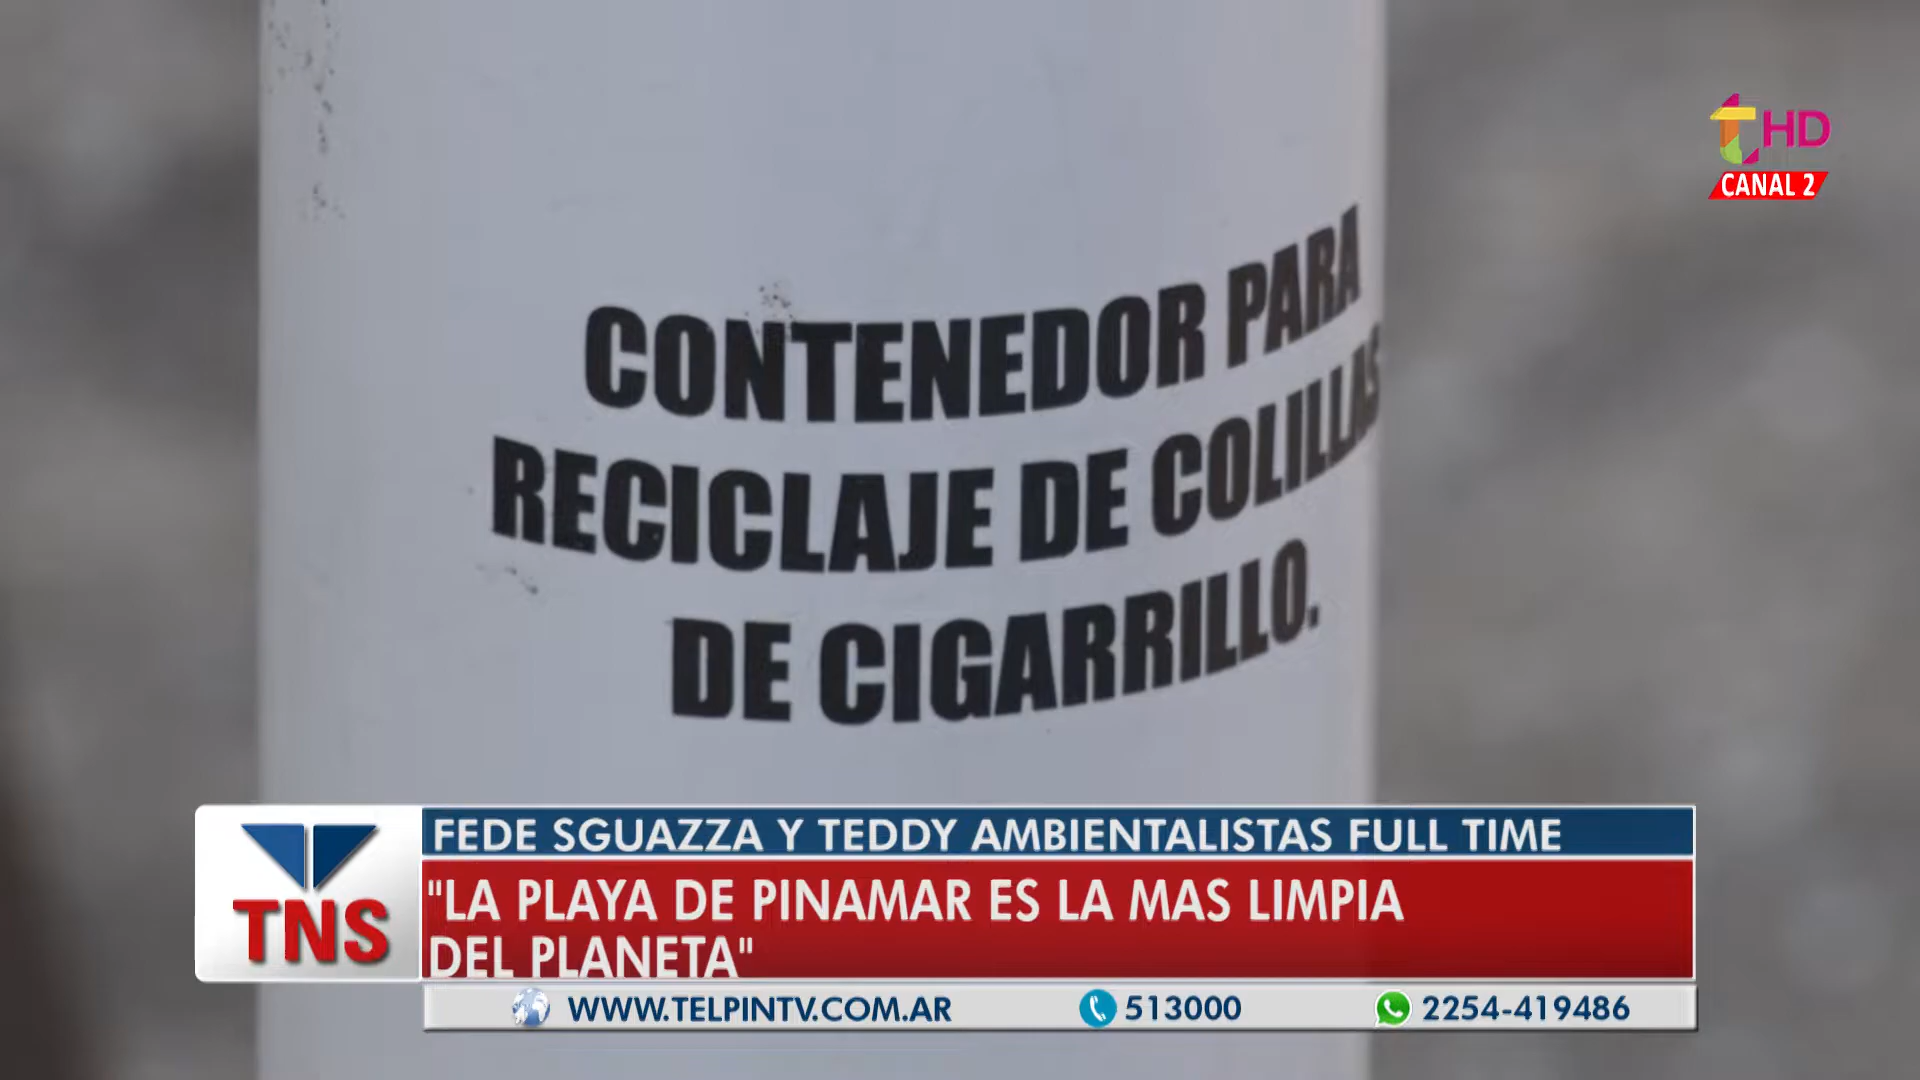 tHD
CANAL 2
CONTENEDOR PARA
RECICLAJE DE COLILLAS
DE CIGARRILLO.
FEDE SGUAZZA Y TEDDY AMBIENTALISTAS FULL TIME
"LA PLAYA DE PINAMAR ES LA MAS LIMPIA
DEL PLANETA"
TNS
WWW.TELPINTV.COM.AR 513000 2254-419486